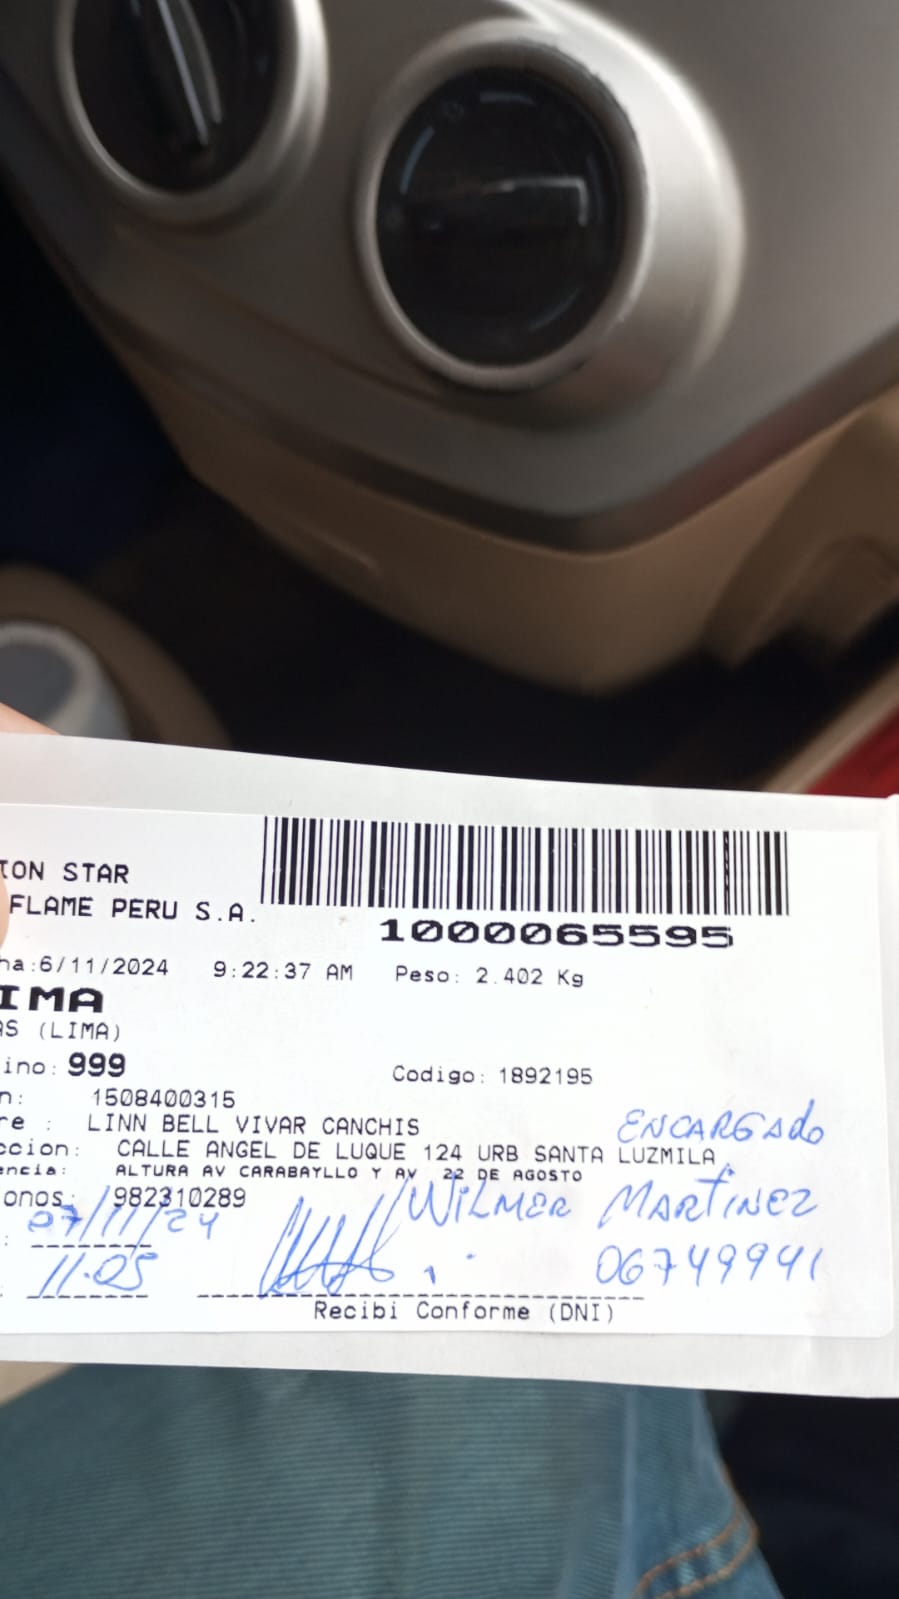 ION STAR
FLAME PERU S.A.
1000065595
ha:6/11/2024 9:22:37 AM Peso: 2.402 Kg
IMA
AS (LIMA)
ino: 999 Codigo: 1892195
n: 1508400315
re : LINN BELL VIVAR CANCHIS
ENCARGADO
ccion: CALLE ANGEL DE LUQUE 124 URB SANTA LUZMILA
encia: ALTURA AV CARABAYLLO Y AV 22 DE AGOSTO
onos: 982310289
WILMER MARTINEZ
: 07/11/24
06749941
: 11.05
Recibi Conforme (DNI)